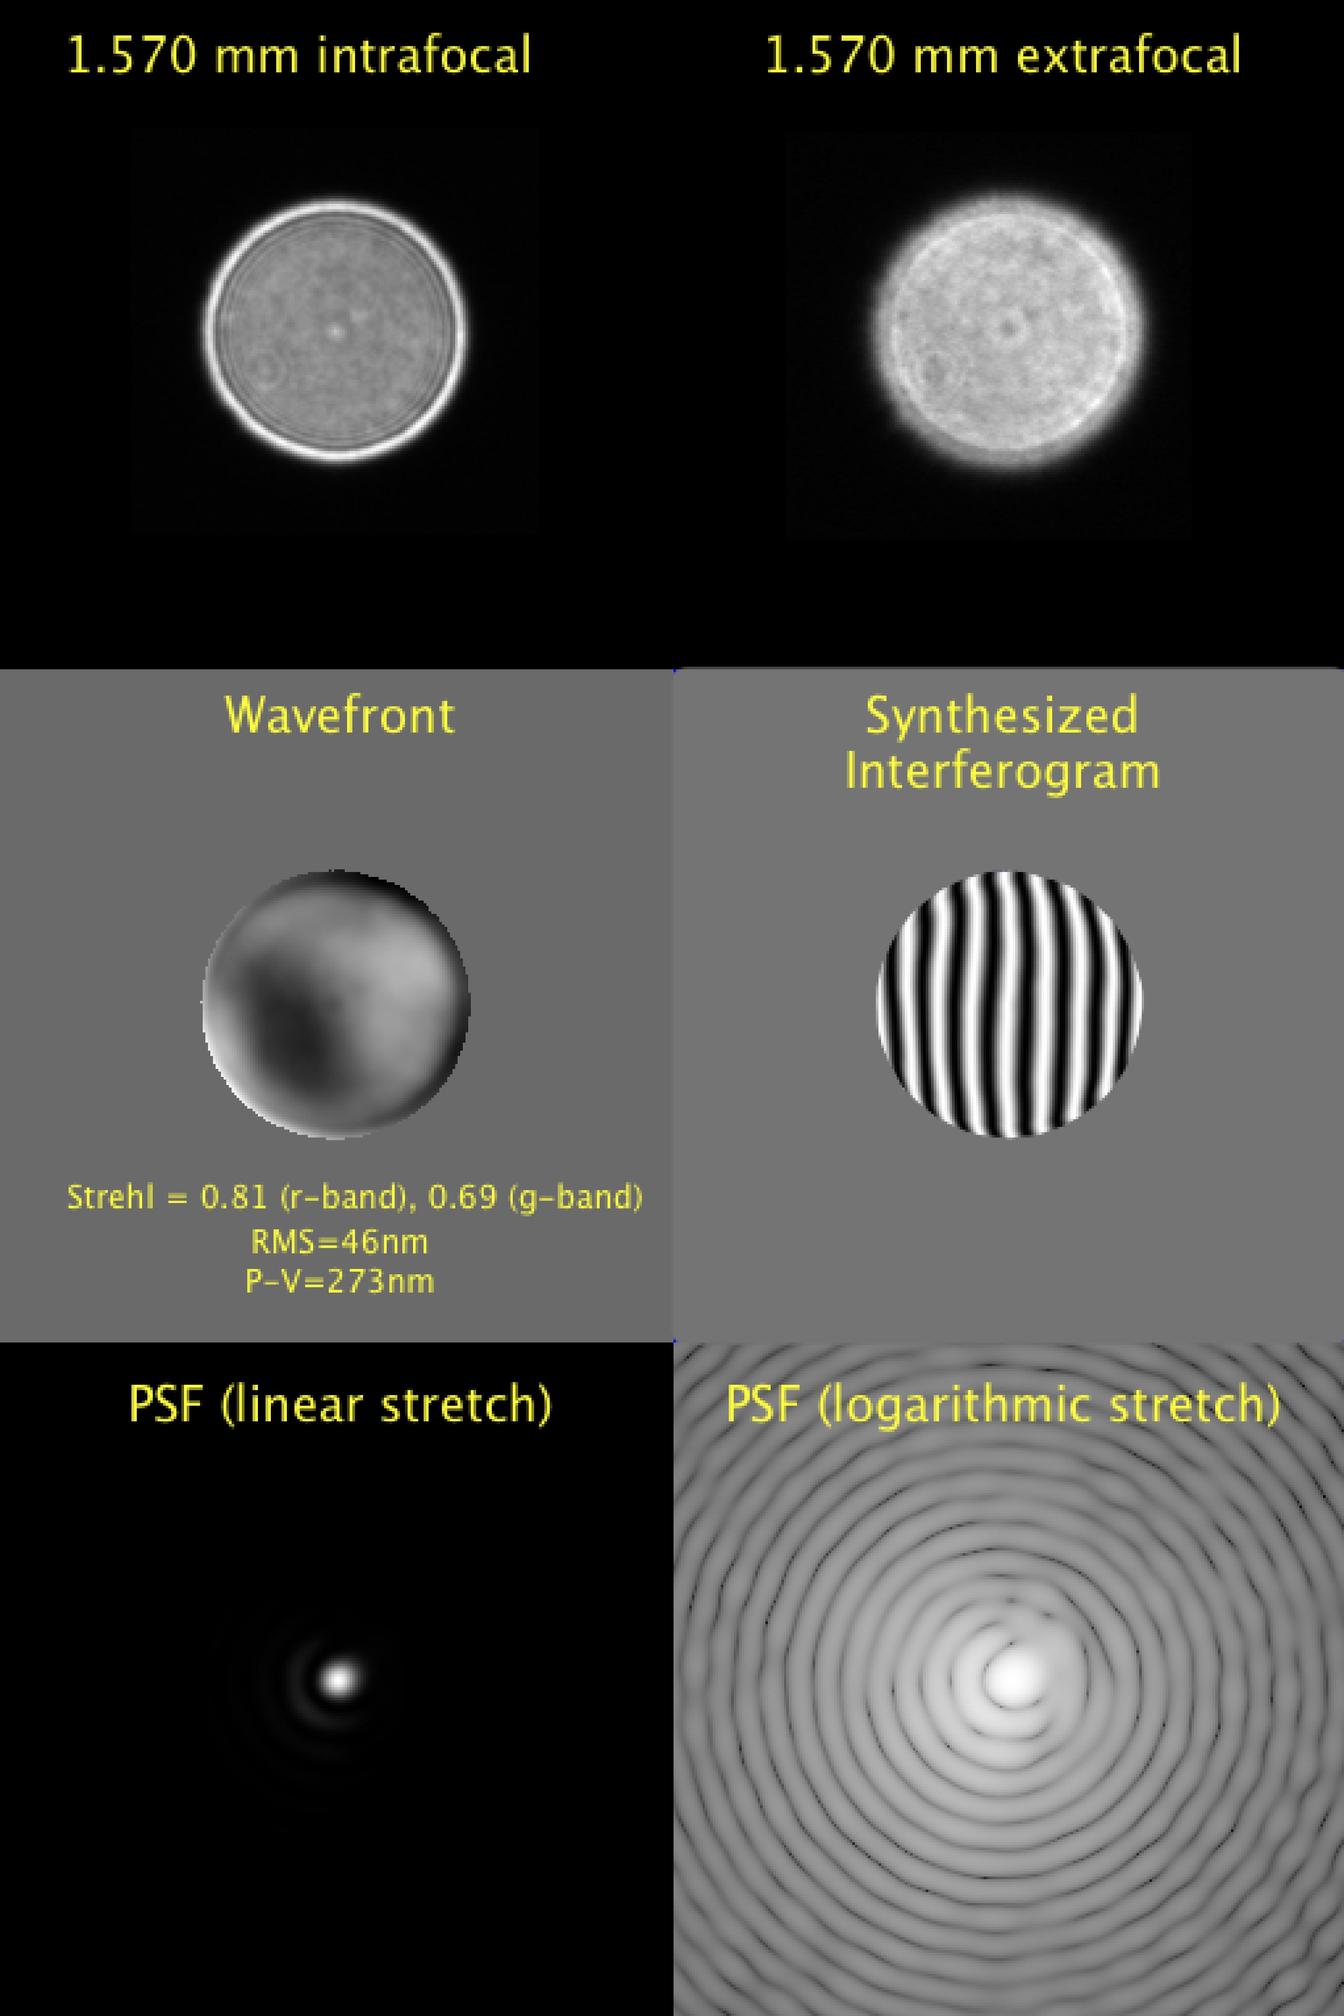 1.570 mm intrafocal
1.570 mm extrafocal
Wavefront
Synthesized
Interferogram
Strehl = 0.81 (r-band), 0.69 (g-band)
RMS=46nm
P-V=273nm
PSF (linear stretch)
PSF (logarithmic stretch)